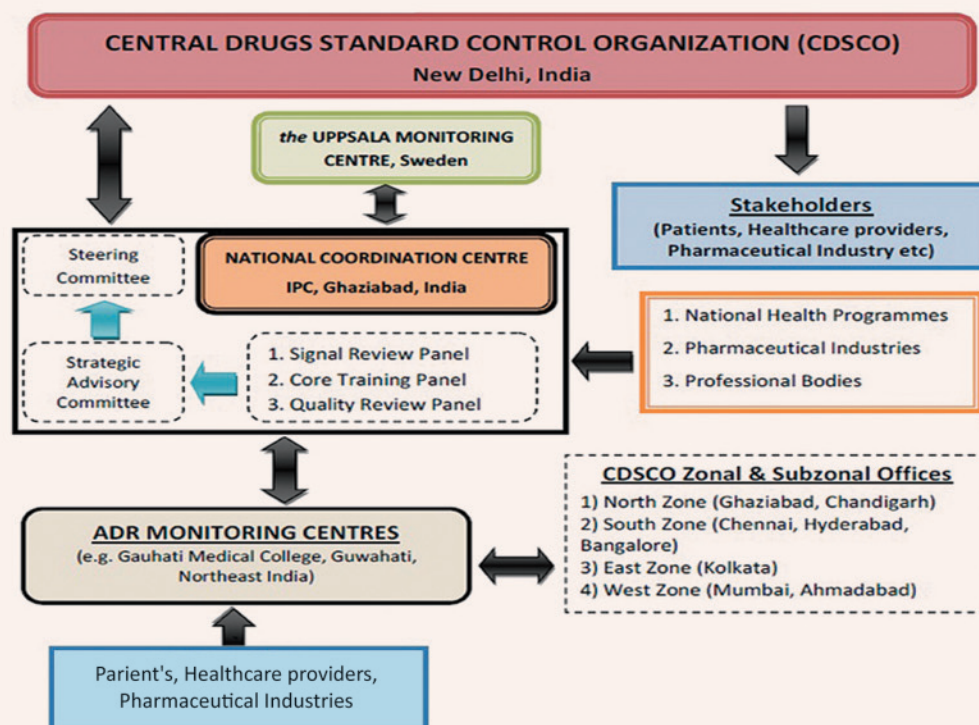 CENTRAL DRUGS STANDARD CONTROL ORGANIZATION (CDSCO)
New Delhi, India
the UPPSALA MONITORING
CENTRE, Sweden
Stakeholders
(Patients, Healthcare providers,
Pharmaceutical Industry etc)
Steering
Committee
NATIONAL COORDINATION CENTRE
IPC, Ghaziabad, India
Strategic
Advisory
Committee
1. Signal Review Panel
2. Core Training Panel
3. Quality Review Panel
1. National Health Programmes
2. Pharmaceutical Industries
3. Professional Bodies
ADR MONITORING CENTRES
(e.g. Gauhati Medical College, Guwahati,
Northeast India)
CDSCO Zonal & Subzonal Offices
1) North Zone (Ghaziabad, Chandigarh)
2) South Zone (Chennai, Hyderabad,
Bangalore)
3) East Zone (Kolkata)
4) West Zone (Mumbai, Ahmadabad)
Parient's, Healthcare providers,
Pharmaceutical Industries